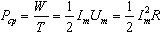 P_ср = W/T = 1/2 I_m U_m = 1/2 I_m^2 R